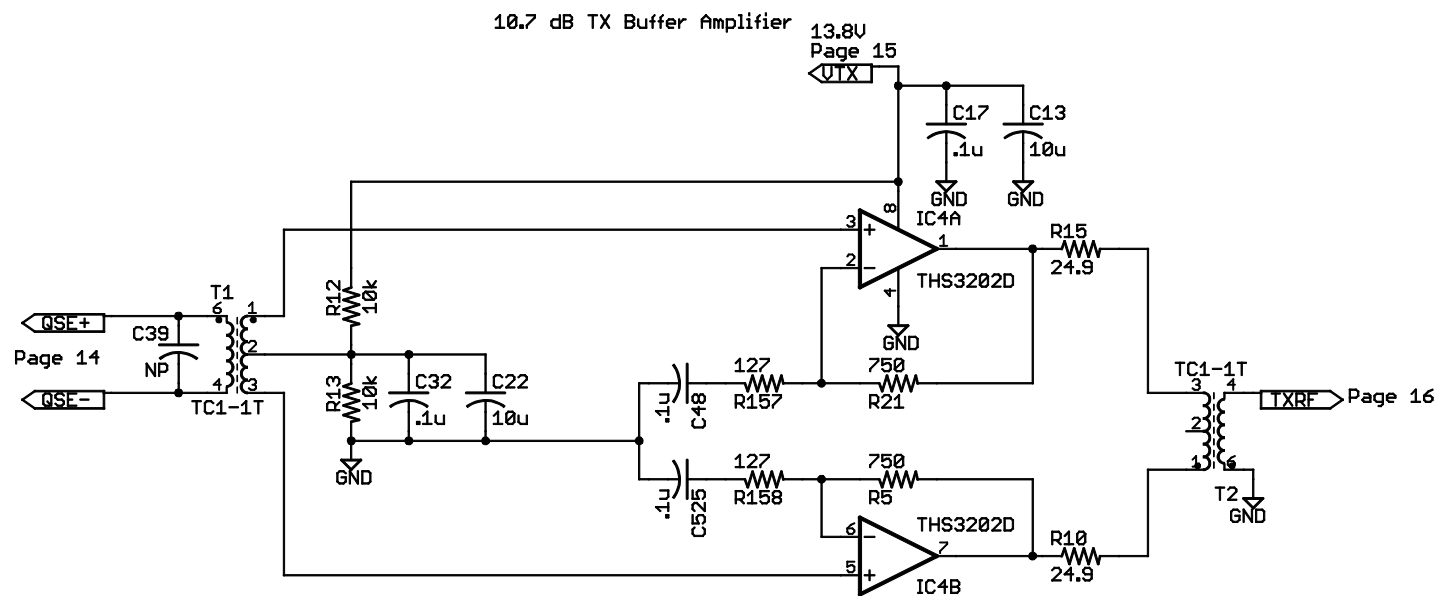 10.7 dB TX Buffer Amplifier
13.8V
Page 15
VTX
C17
.1u
C13
10u
GND
GND
8
IC4A
3
+
1
2
-
THS3202D
4
GND
R15
24.9
R12
10k
T1
6
1
QSE+
C39
NP
Page 14
2
4
3
QSE-
TC1-1T
R13
10k
C32
.1u
C22
10u
GND
.1u
C48
127
R157
750
R21
TC1-1T
3
4
TXRF
Page 16
2
1
6
T2
GND
.1u
C525
127
R158
750
R5
THS3202D
6
-
7
5
+
IC4B
R10
24.9